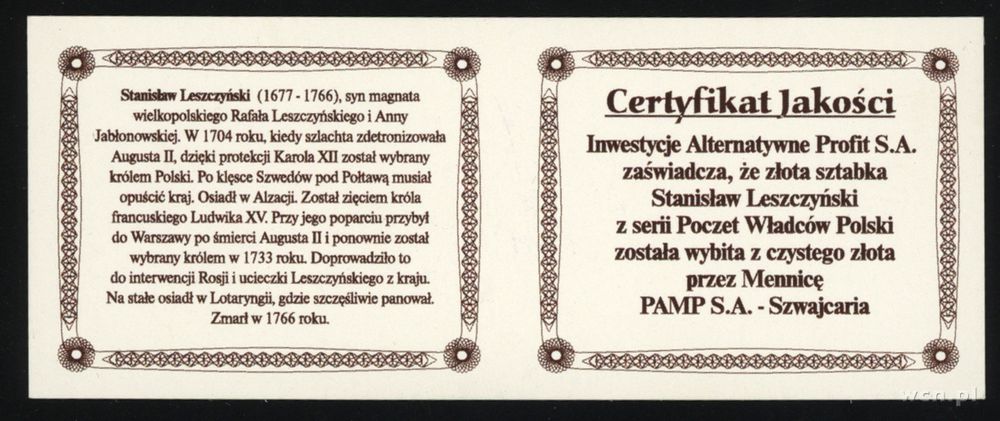 Stanisław Leszczyński (1677 - 1766), syn magnata
wielkopolskiego Rafała Leszczyńskiego i Anny
Jabłonowskiej. W 1704 roku, kiedy szlachta zdetronizowała
Augusta II, dzięki protekcji Karola XII został wybrany
królem Polski. Po klęsce Szwedów pod Połtawą musiał
opuścić kraj. Osiadł w Alzacji. Został zięciem króla
francuskiego Ludwika XV. Przy jego poparciu przybył
do Warszawy po śmierci Augusta II i ponownie został
wybrany królem w 1733 roku. Doprowadziło to
do interwencji Rosji i ucieczki Leszczyńskiego z kraju.
Na stałe osiadł w Lotaryngii, gdzie szczęśliwie panował.
Zmarł w 1766 roku.
Certyfikat Jakości
Inwestycje Alternatywne Profit S.A.
zaświadcza, że złota sztabka
Stanisław Leszczyński
z serii Poczet Władców Polski
została wybita z czystego złota
przez Mennicę
PAMP S.A. - Szwajcaria
wcn.pl